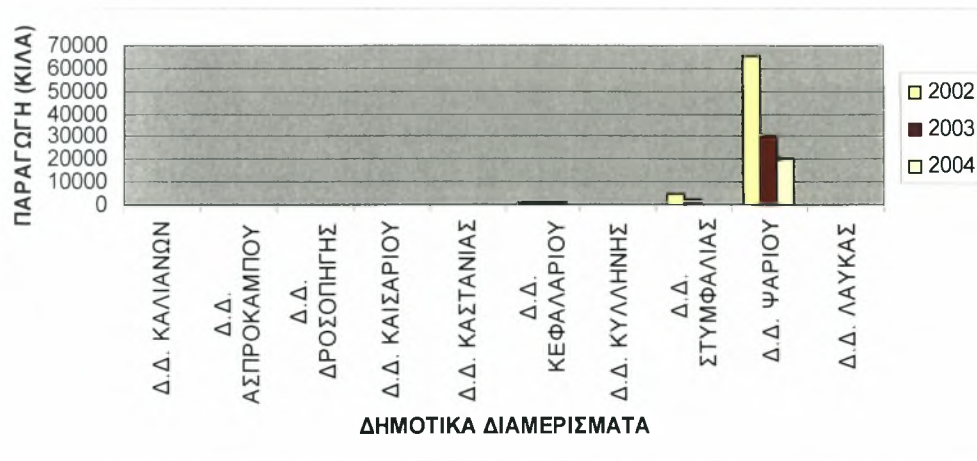 ΠΑΡΑΓΩΓΗ (ΚΙΛΑ)
70000
60000
50000
40000
30000
20000
10000
0
2002
2003
2004
Δ.Δ. ΚΑΛΙΑΝΩΝ
Δ.Δ.
ΑΣΠΡΟΚΑΜΠΟΥ
Δ.Δ.
ΔΡΟΣΟΠΗΓΗΣ
Δ.Δ. ΚΑΙΣΑΡΙΟΥ
Δ.Δ. ΚΑΣΤΑΝΙΑΣ
Δ.Δ.
ΚΕΦΑΛΑΡΙΟΥ
Δ.Δ. ΚΥΛΛΗΝΗΣ
Δ.Δ.
ΣΤΥΜΦΑΛΙΑΣ
Δ.Δ. ΨΑΡΙΟΥ
Δ.Δ. ΛΑΥΚΑΣ
ΔΗΜΟΤΙΚΑ ΔΙΑΜΕΡΙΣΜΑΤΑ